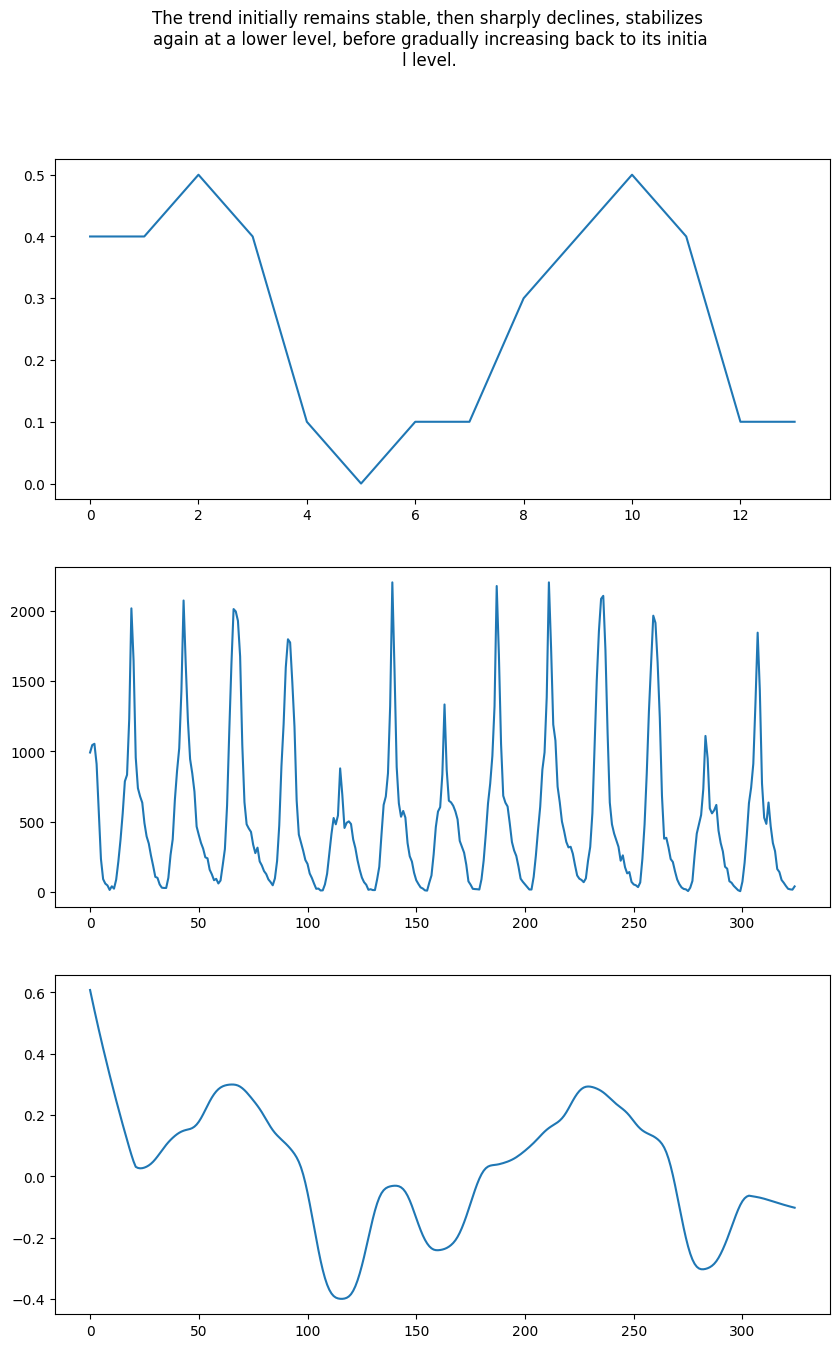 The trend initially remains stable, then sharply declines, stabilizes
again at a lower level, before gradually increasing back to its initia
l level.
0.5
0.4
0.3
0.2
0.1
0.0
0 2 4 6 8 10 12
2000
1500
1000
500
0
0 50 100 150 200 250 300
0.6
0.4
0.2
0.0
−0.2
−0.4
0 50 100 150 200 250 300